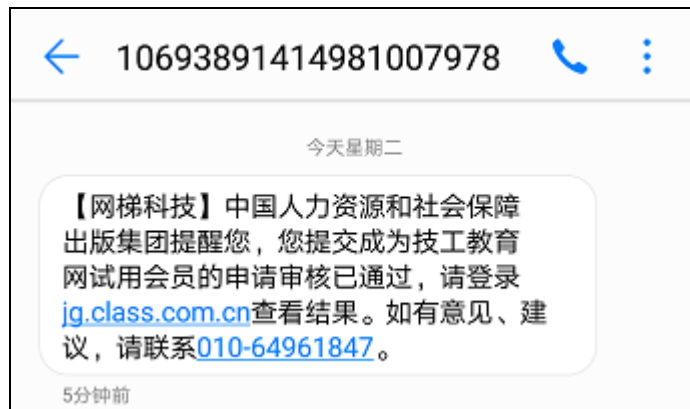 10693891414981007978
今天星期二
【网梯科技】中国人力资源和社会保障
出版集团提醒您，您提交成为技工教育
网试用会员的申请审核已通过，请登录
jg.class.com.cn查看结果。如有意见、建
议，请联系010-64961847。
5分钟前